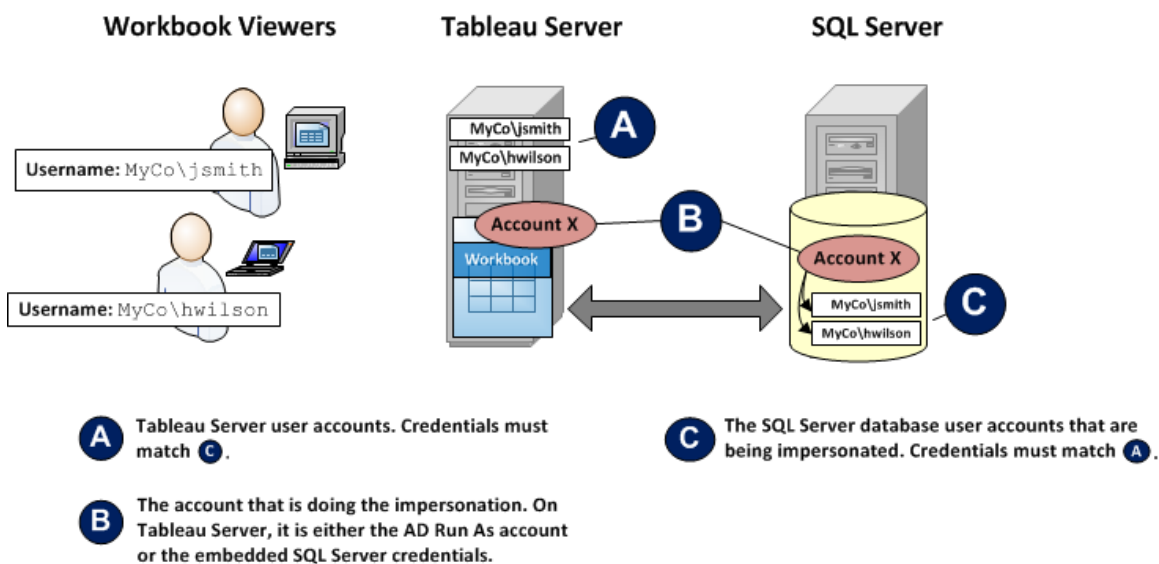 Workbook Viewers
Tableau Server
SQL Server
MyCo\jsmith
MyCo\hwilson
A
Username: MyCo\jsmith
Account X
B
Workbook
Account X
Username: MyCo\hwilson
MyCo\jsmith
MyCo\hwilson
C
A
Tableau Server user accounts. Credentials must
match C .
B
The account that is doing the impersonation. On
Tableau Server, it is either the AD Run As account
or the embedded SQL Server credentials.
C
The SQL Server database user accounts that are
being impersonated. Credentials must match A .